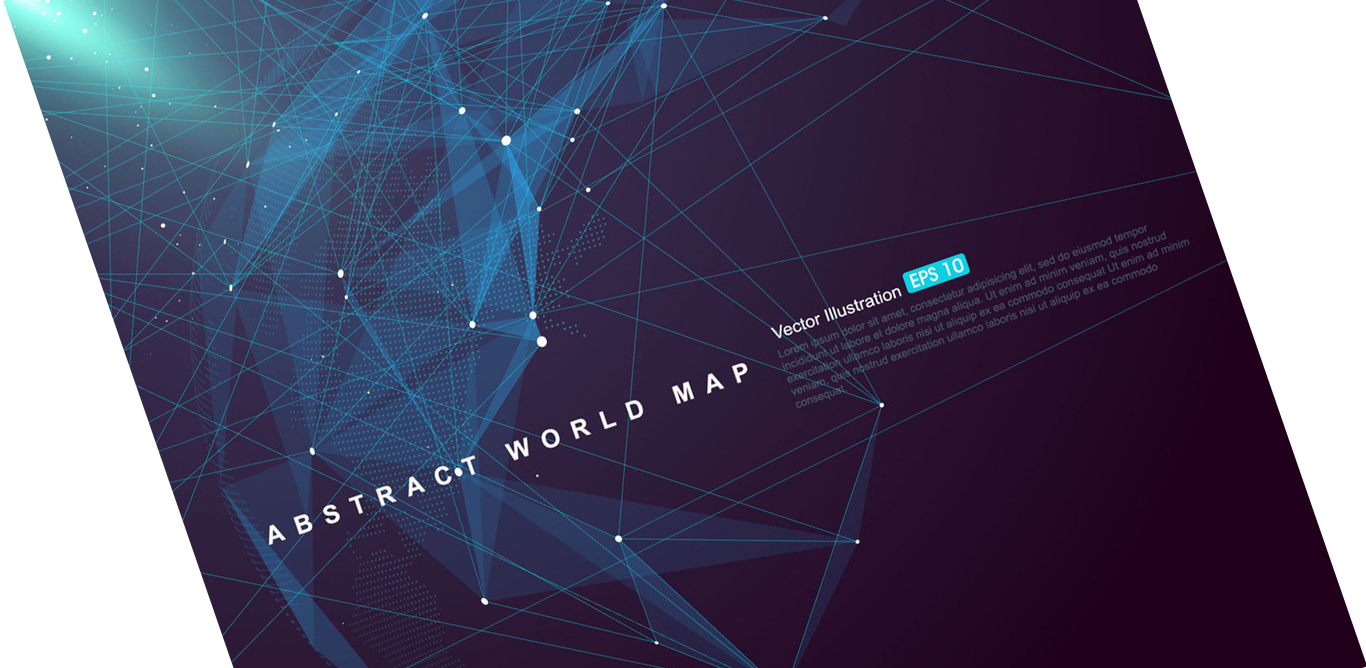 Vector Illustration EPS 10
Lorem ipsum dolor sit amet, consectetur adipisicing elit, sed do eiusmod tempor
incididunt ut labore et dolore magna aliqua. Ut enim ad minim veniam, quis nostrud
exercitation ullamco laboris nisi ut aliquip ex ea commodo consequat Ut enim ad minim
veniam, quis nostrud exercitation ullamco laboris nisi ut aliquip ex ea commodo
consequat
ABSTRACT WORLD MAP